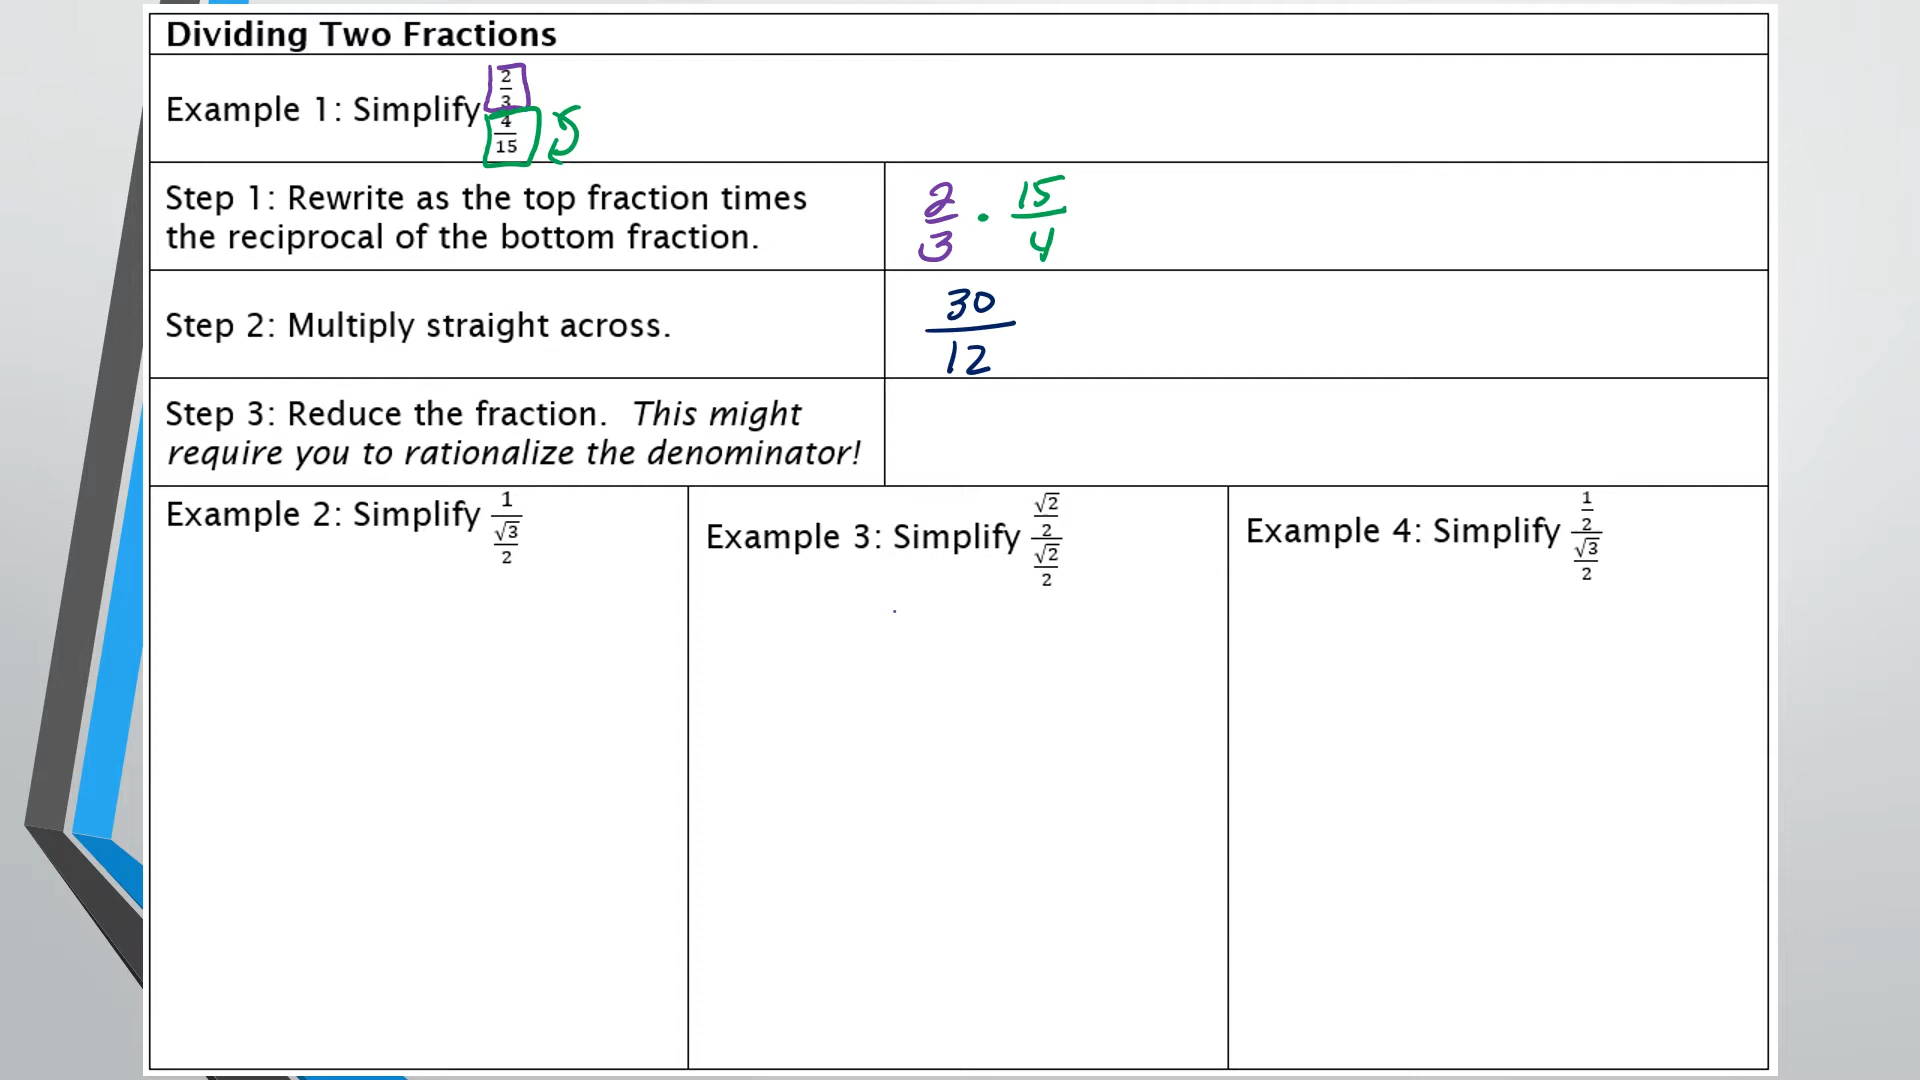 Dividing Two Fractions
Example 1: Simplify (2/3)/(4/15)
Step 1: Rewrite as the top fraction times
the reciprocal of the bottom fraction.
2/3 · 15/4
Step 2: Multiply straight across.
30/12
Step 3: Reduce the fraction. This might
require you to rationalize the denominator!
Example 2: Simplify 1/(√3/2)
Example 3: Simplify (√2/2)/(√2/2)
Example 4: Simplify (1/2)/(√3/2)